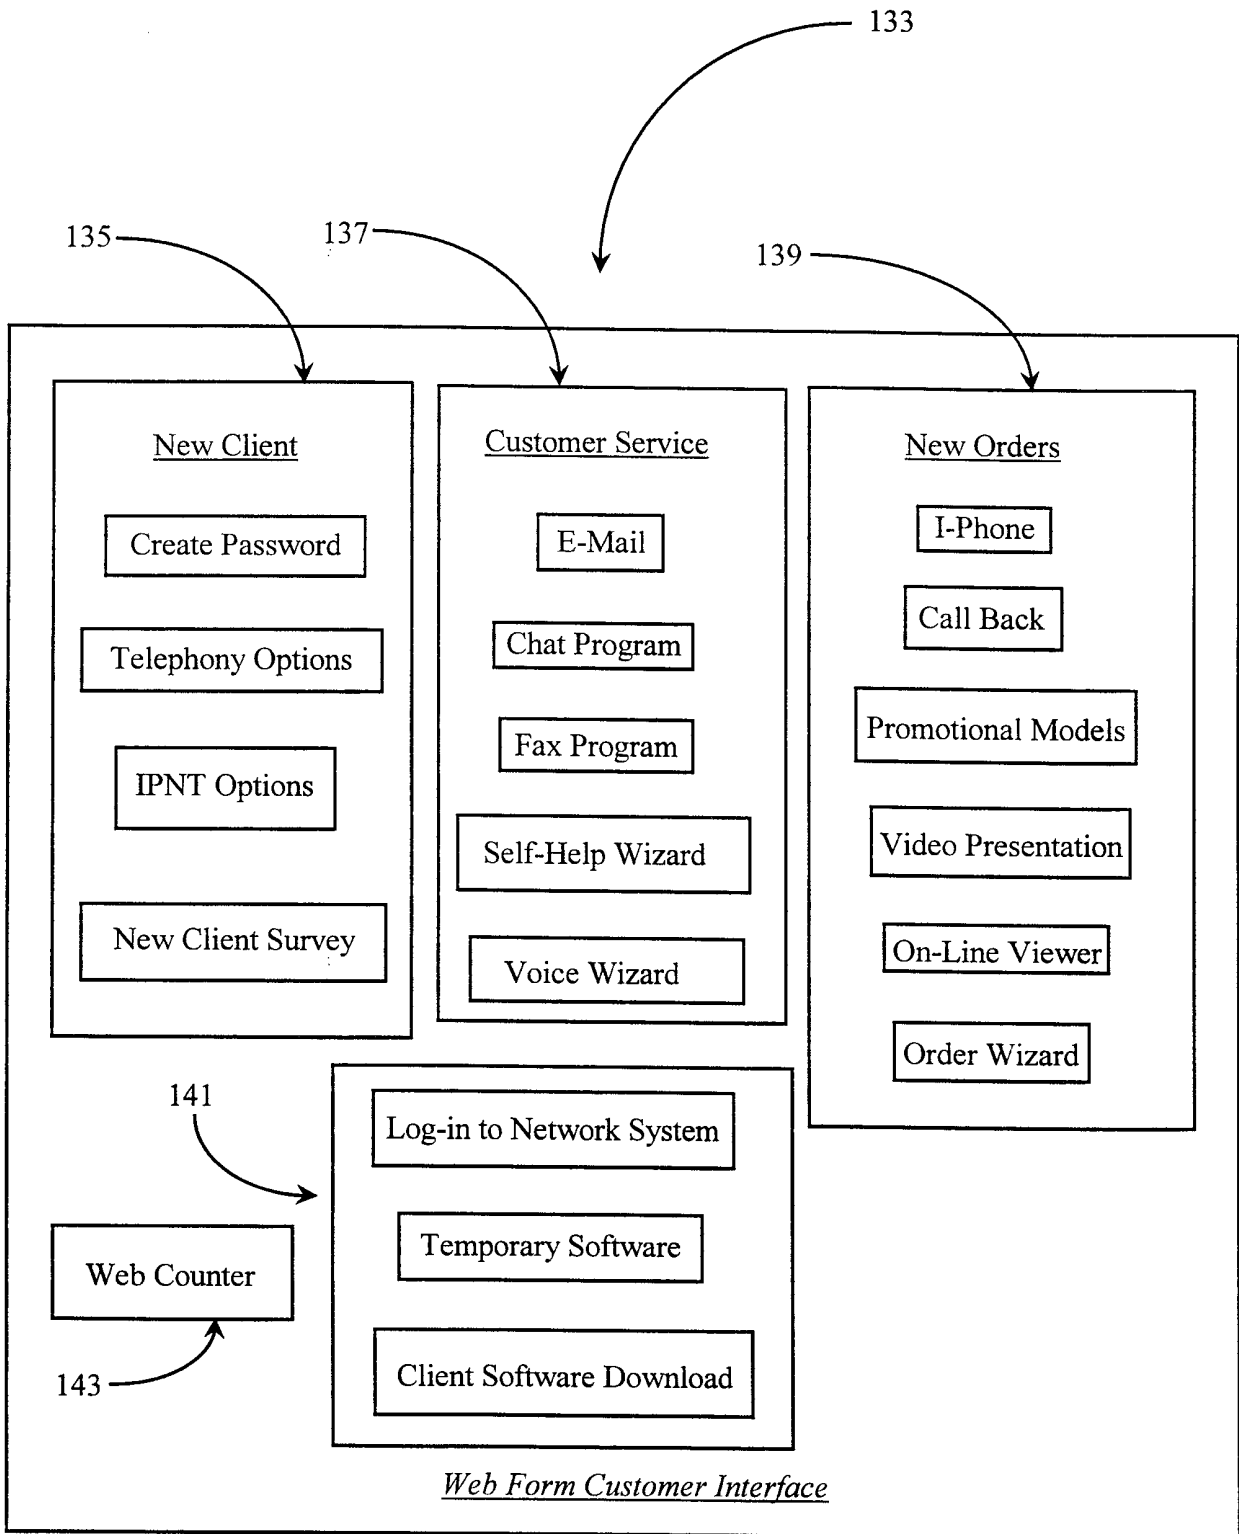 133
135
137
139
New Client
Create Password
Telephony Options
IPNT Options
New Client Survey
Customer Service
E-Mail
Chat Program
Fax Program
Self-Help Wizard
Voice Wizard
New Orders
I-Phone
Call Back
Promotional Models
Video Presentation
On-Line Viewer
Order Wizard
141
Log-in to Network System
Temporary Software
Client Software Download
Web Counter
143
Web Form Customer Interface